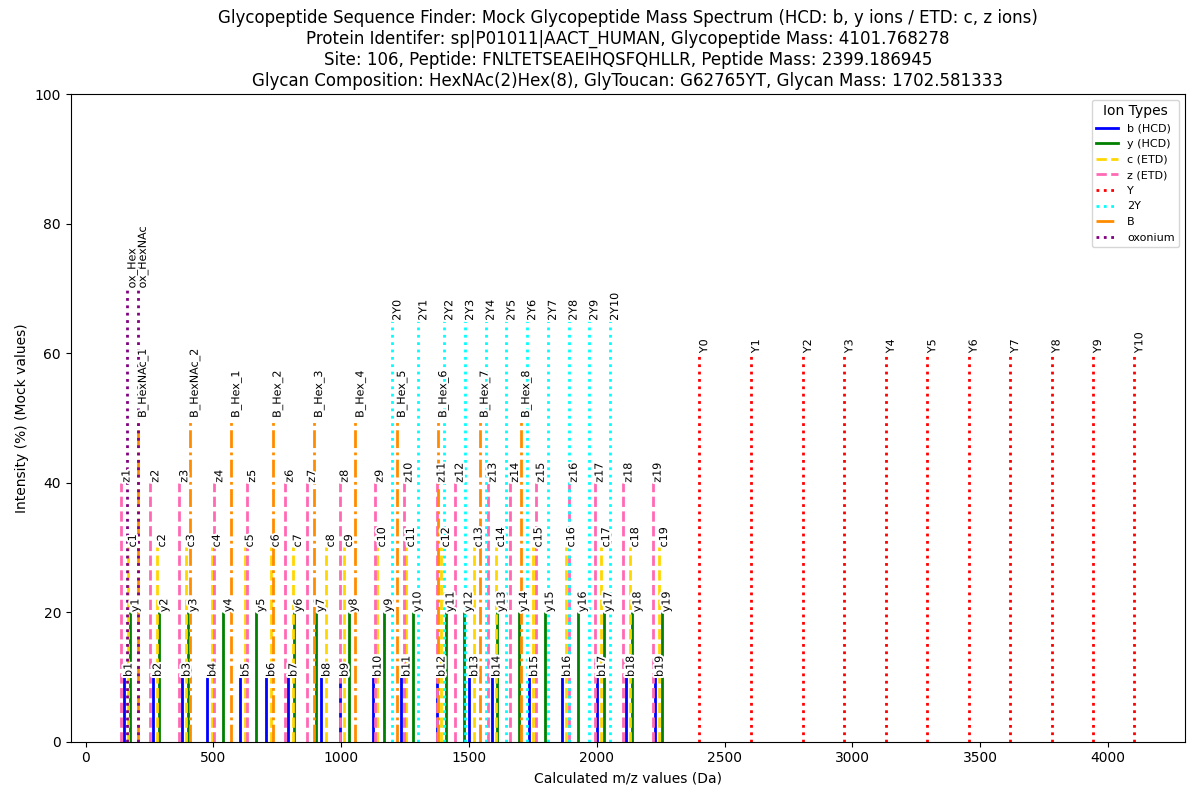 Glycopeptide Sequence Finder: Mock Glycopeptide Mass Spectrum (HCD: b, y ions / ETD: c, z ions)
Protein Identifer: sp|P01011|AACT_HUMAN, Glycopeptide Mass: 4101.768278
Site: 106, Peptide: FNLTETSEAEIHQSFQHLLR, Peptide Mass: 2399.186945
Glycan Composition: HexNAc(2)Hex(8), GlyToucan: G62765YT, Glycan Mass: 1702.581333
Ion Types
b (HCD)
y (HCD)
c (ETD)
z (ETD)
Y
2Y
B
oxonium
Intensity (%) (Mock values)
100
80
60
40
20
0
ox_Hex
ox_HexNAc
2Y0
2Y1
2Y2
2Y3
2Y4
2Y5
2Y6
2Y7
2Y8
2Y9
2Y10
Y0
Y1
Y2
Y3
Y4
Y5
Y6
Y7
Y8
Y9
Y10
B_HexNAc_1
B_HexNAc_2
B_Hex_1
B_Hex_2
B_Hex_3
B_Hex_4
B_Hex_5
B_Hex_6
B_Hex_7
B_Hex_8
z1
z2
z3
z4
z5
z6
z7
z8
z9
z10
z11
z12
z13
z14
z15
z16
z17
z18
z19
c1
c2
c3
c4
c5
c6
c7
c8
c9
c10
c11
c12
c13
c14
c15
c16
c17
c18
c19
y1
y2
y3
y4
y5
y6
y7
y8
y9
y10
y11
y12
y13
y14
y15
y16
y17
y18
y19
b1
b2
b3
b4
b5
b6
b7
b8
b9
b10
b11
b12
b13
b14
b15
b16
b17
b18
b19
0
500
1000
1500
2000
2500
3000
3500
4000
Calculated m/z values (Da)